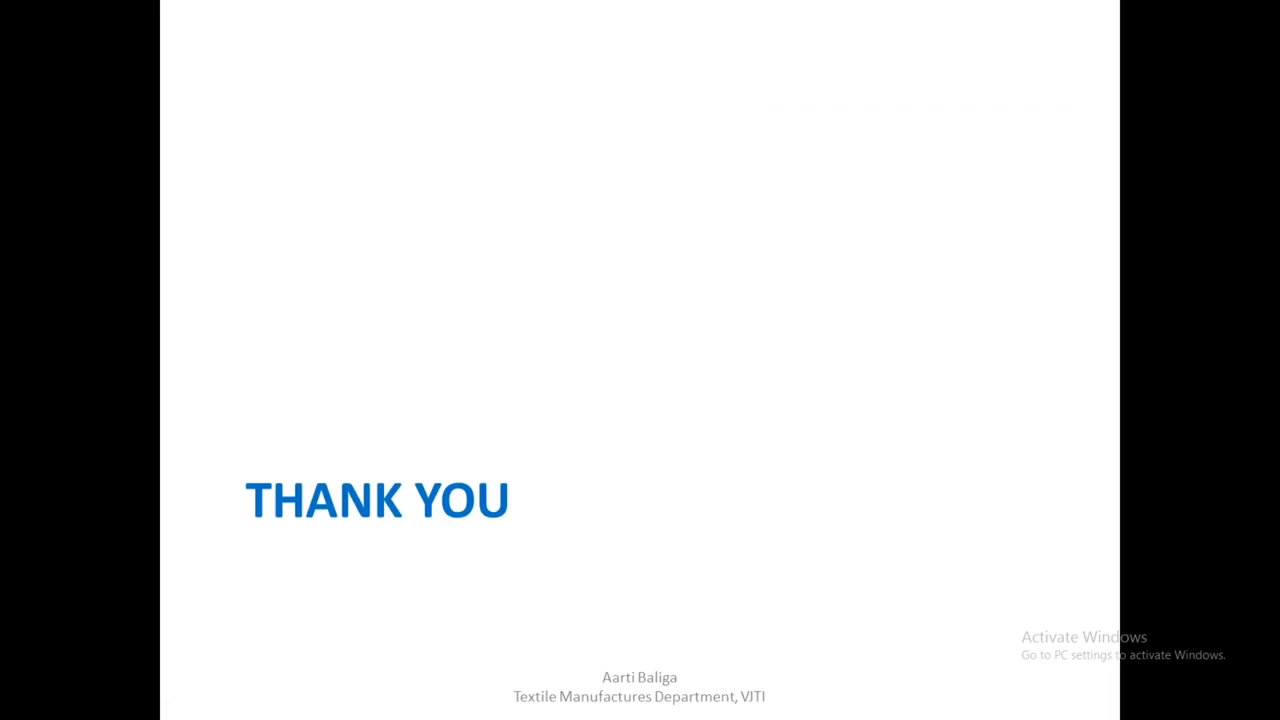 THANK YOU
Activate Windows
Go to PC settings to activate Windows.
Aarti Baliga
Textile Manufactures Department, VJTI